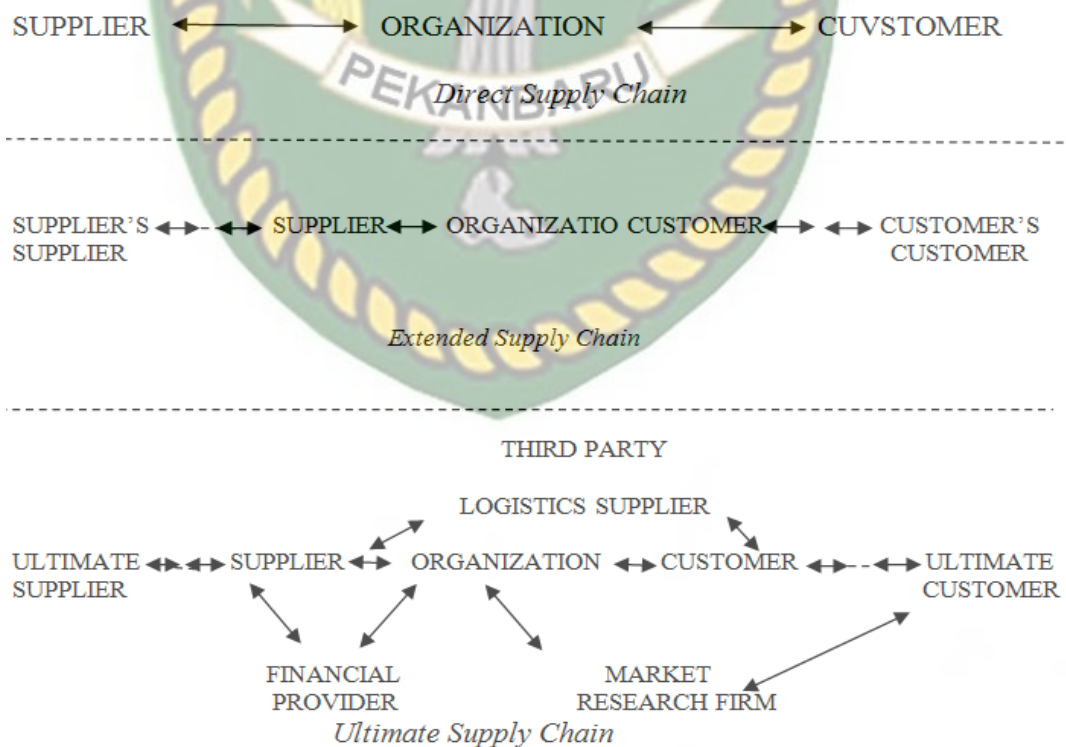 SUPPLIER ORGANIZATION CUVSTOMER
PEKANBARU
Direct Supply Chain
SUPPLIER'S SUPPLIER ORGANIZATIO CUSTOMER CUSTOMER'S
SUPPLIER CUSTOMER
Extended Supply Chain
THIRD PARTY
LOGISTICS SUPPLIER
ULTIMATE SUPPLIER ORGANIZATION CUSTOMER ULTIMATE
SUPPLIER CUSTOMER
FINANCIAL MARKET
PROVIDER RESEARCH FIRM
Ultimate Supply Chain